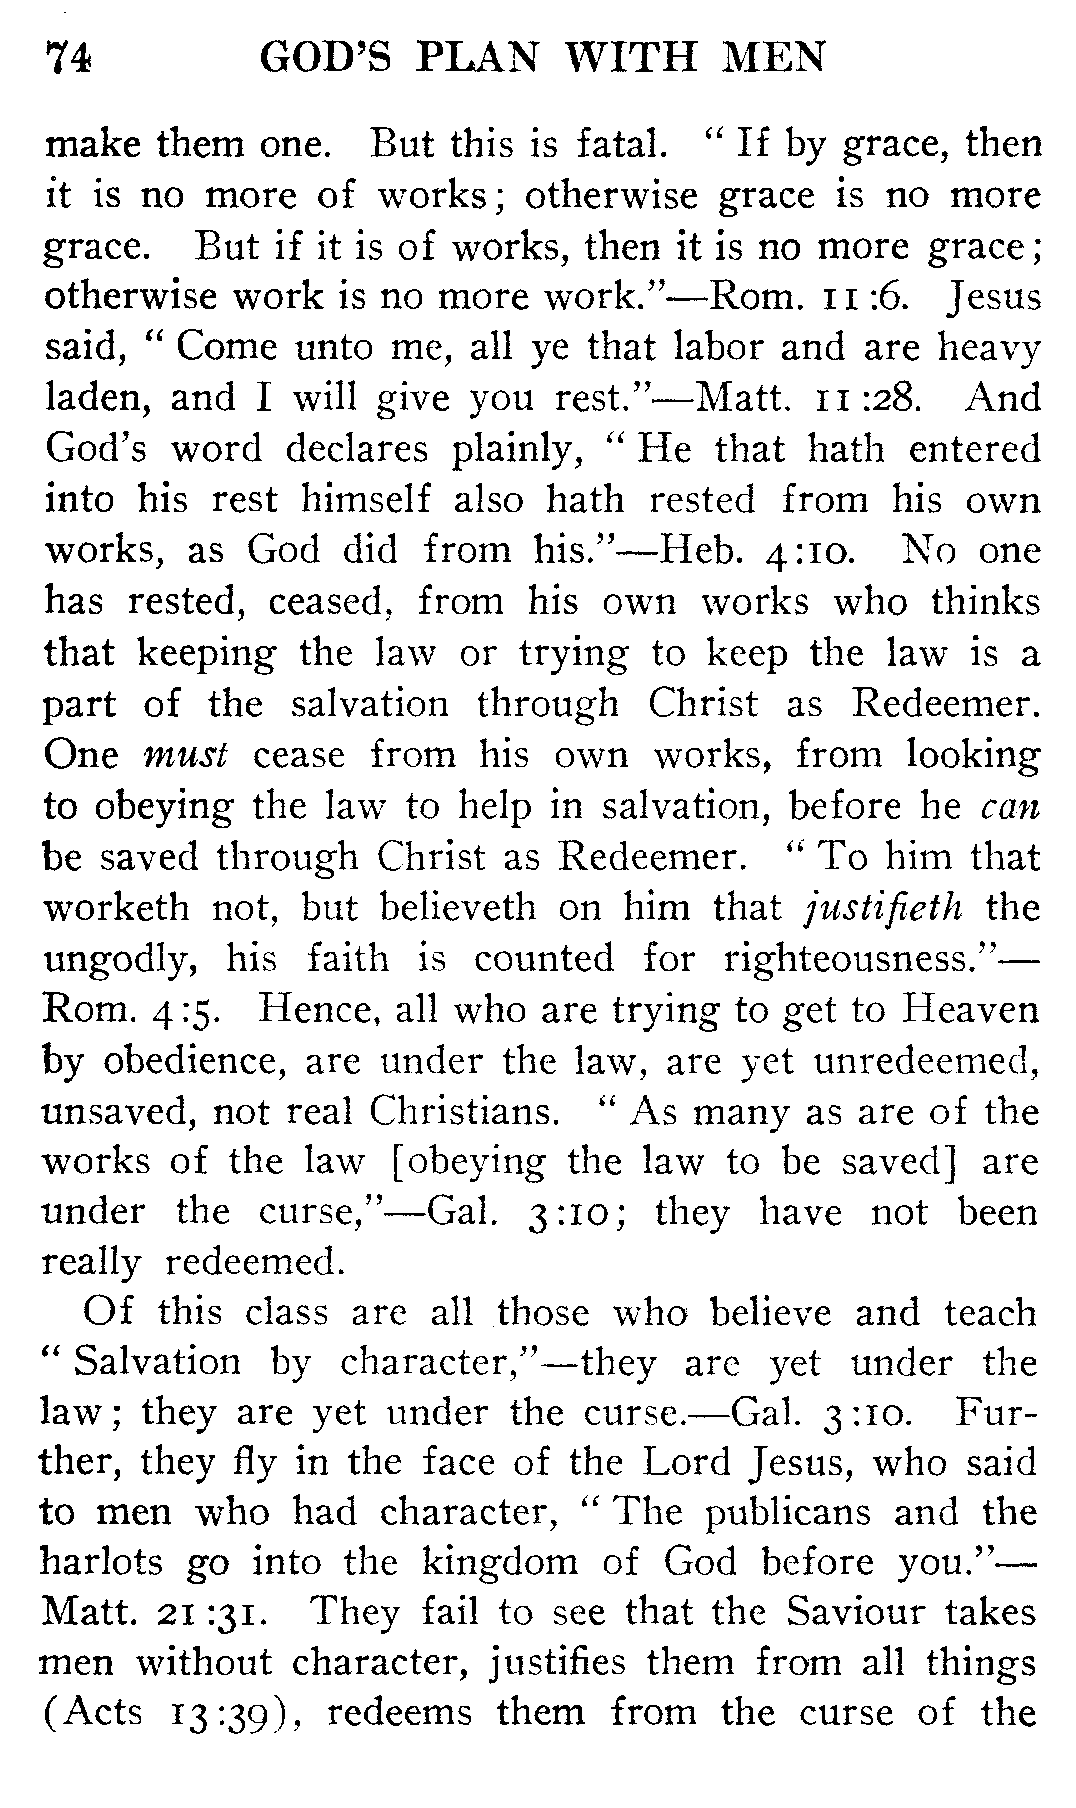 74 GOD'S PLAN WITH MEN
make them one. But this is fatal. “ If by grace, then
it is no more of works; otherwise grace is no more
grace. But if it is of works, then it is no more grace;
otherwise work is no more work.”—Rom. 11:6. Jesus
said, “ Come unto me, all ye that labor and are heavy
laden, and I will give you rest.”—Matt. 11:28. And
God's word declares plainly, “ He that hath entered
into his rest himself also hath rested from his own
works, as God did from his.”—Heb. 4:10. No one
has rested, ceased, from his own works who thinks
that keeping the law or trying to keep the law is a
part of the salvation through Christ as Redeemer.
One must cease from his own works, from looking
to obeying the law to help in salvation, before he can
be saved through Christ as Redeemer. “ To him that
worketh not, but believeth on him that justifieth the
ungodly, his faith is counted for righteousness.”—
Rom. 4:5. Hence, all who are trying to get to Heaven
by obedience, are under the law, are yet unredeemed,
unsaved, not real Christians. “ As many as are of the
works of the law [obeying the law to be saved] are
under the curse,”—Gal. 3:10; they have not been
really redeemed.
Of this class are all those who believe and teach
“ Salvation by character,”—they are yet under the
law; they are yet under the curse.—Gal. 3:10. Fur-
ther, they fly in the face of the Lord Jesus, who said
to men who had character, “ The publicans and the
harlots go into the kingdom of God before you.”—
Matt. 21:31. They fail to see that the Saviour takes
men without character, justifies them from all things
(Acts 13:39), redeems them from the curse of the